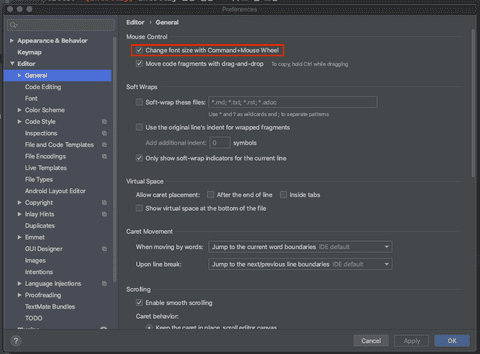 Preferences
Appearance & Behavior
Keymap
Editor
General
Code Editing
Font
Color Scheme
Code Style
Inspections
File and Code Templates
File Encodings
Live Templates
File Types
Android Layout Editor
Copyright
Inlay Hints
Duplicates
Emmet
GUI Designer
Images
Intentions
Language Injections
Proofreading
TextMate Bundles
TODO
Editor › General
Mouse Control
Change font size with Command+Mouse Wheel
Move code fragments with drag-and-drop To copy, hold Ctrl while dragging
Soft Wraps
Soft-wrap these files: *.md; *.txt; *.rst; *.adoc
Use * and ? as wildcards and ; to separate patterns
Use the original line's indent for wrapped fragments
Add additional indent: 0 symbols
Only show soft-wrap indicators for the current line
Virtual Space
Allow caret placement: After the end of line Inside tabs
Show virtual space at the bottom of the file
Caret Movement
When moving by words: Jump to the current word boundaries IDE default
Upon line break: Jump to the next/previous line boundaries IDE default
Scrolling
Enable smooth scrolling
Caret behavior:
Keep the caret in place, scroll editor canvas
? Cancel Apply OK